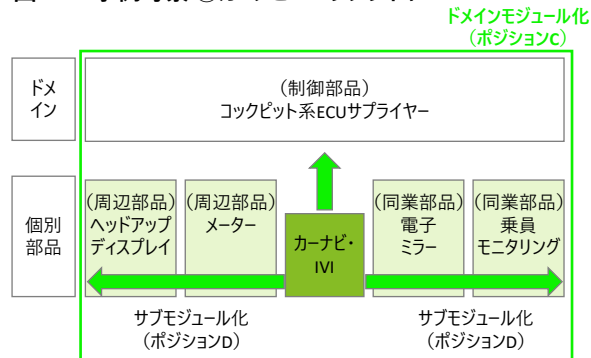 ドメインモジュール化
(ポジションC)
ドメ
イン
(制御部品)
コックピット系ECUサプライヤー
個別
部品
(周辺部品)
ヘッドアップ
ディスプレイ
(周辺部品)
メーター
カーナビ・
IVI
(同業部品)
電子
ミラー
(同業部品)
乗員
モニタリング
サブモジュール化
(ポジションD)
サブモジュール化
(ポジションD)